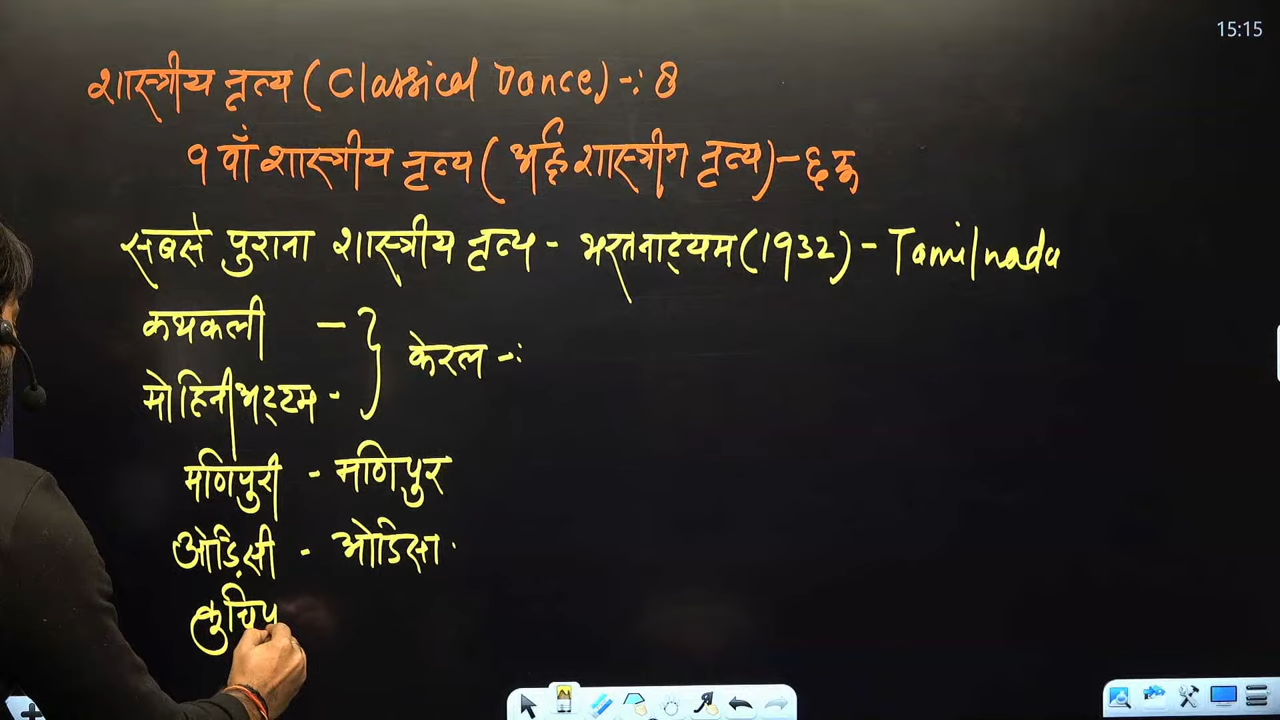 15:15
शास्त्रीय नृत्य (Classical Dance) -: 8
9 वाँ शास्त्रीय नृत्य (अर्द्ध शास्त्रीय नृत्य) - छऊ
सबसे पुराना शास्त्रीय नृत्य - भरतनाट्यम (1932) - Tamilnadu
कथकली -
केरल -:
मोहिनीअट्टम -
मणिपुरी - मणिपुर
ओड़िसी - ओडिसा
कुचिप